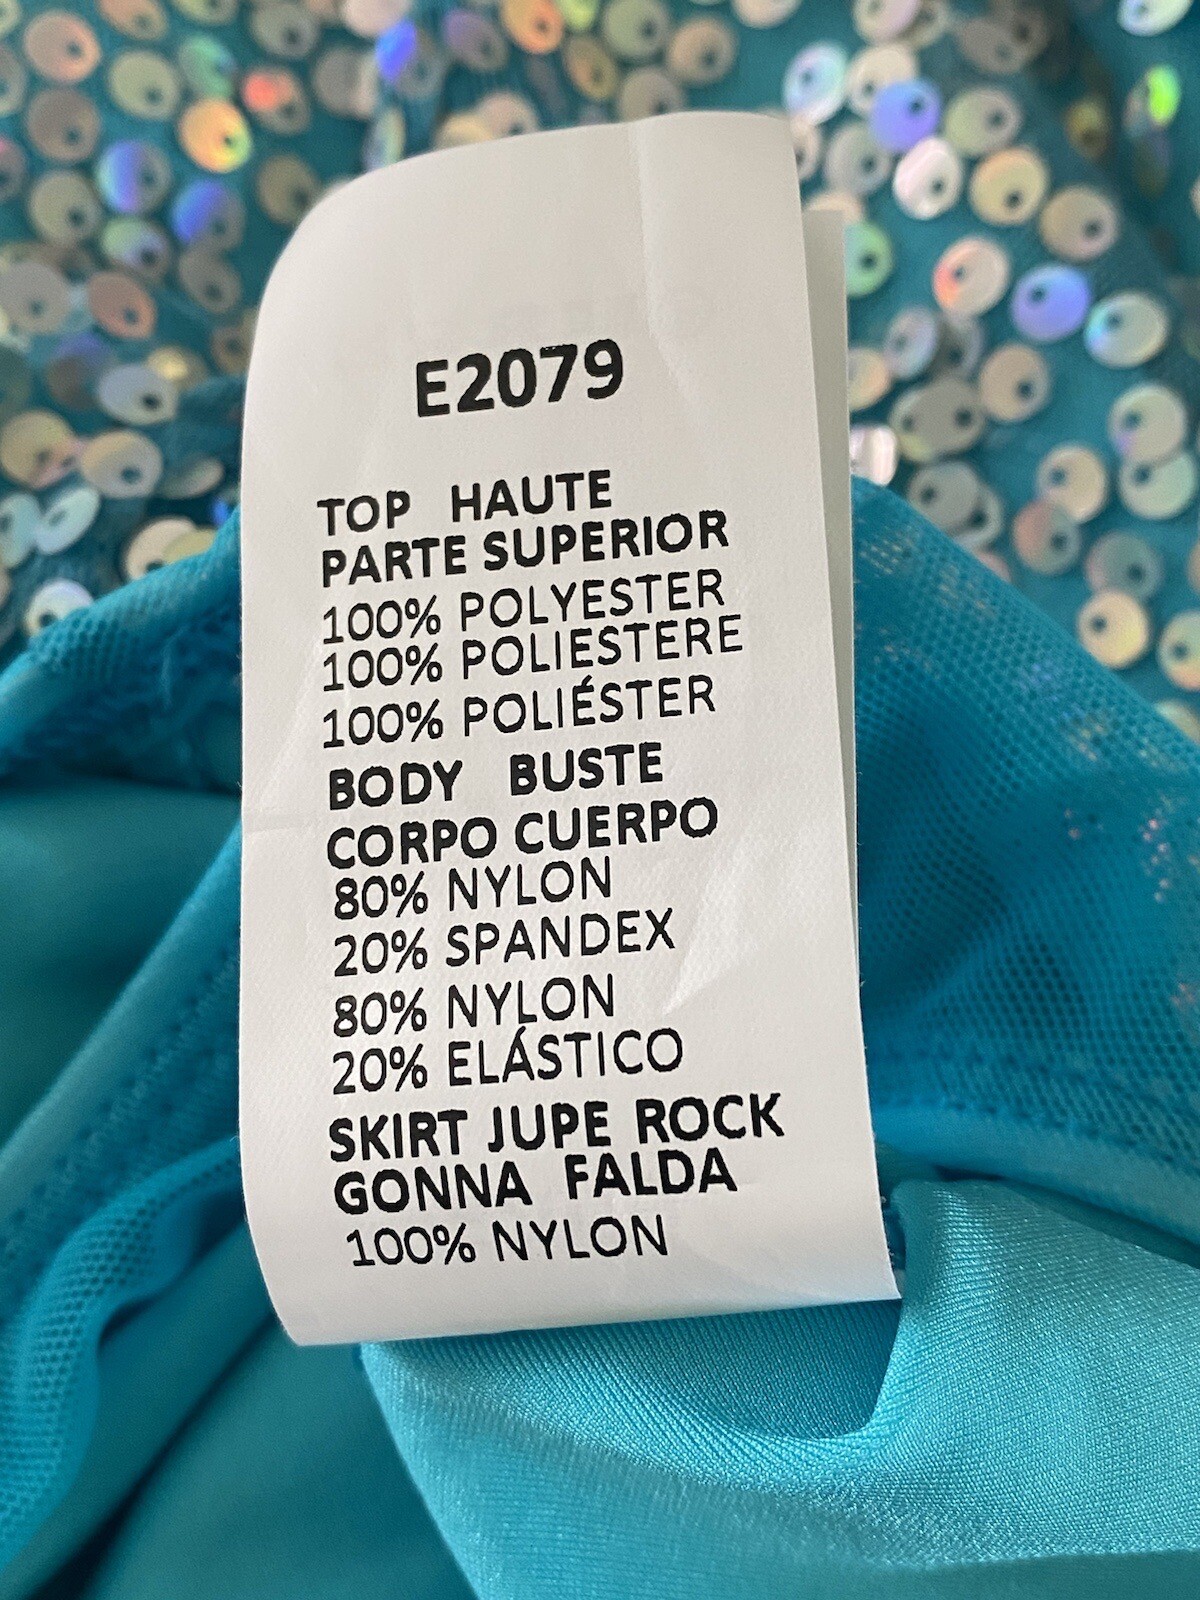 E2079
TOP HAUTE
PARTE SUPERIOR
100% POLYESTER
100% POLIESTERE
100% POLIÉSTER
BODY BUSTE
CORPO CUERPO
80% NYLON
20% SPANDEX
80% NYLON
20% ELÁSTICO
SKIRT JUPE ROCK
GONNA FALDA
100% NYLON